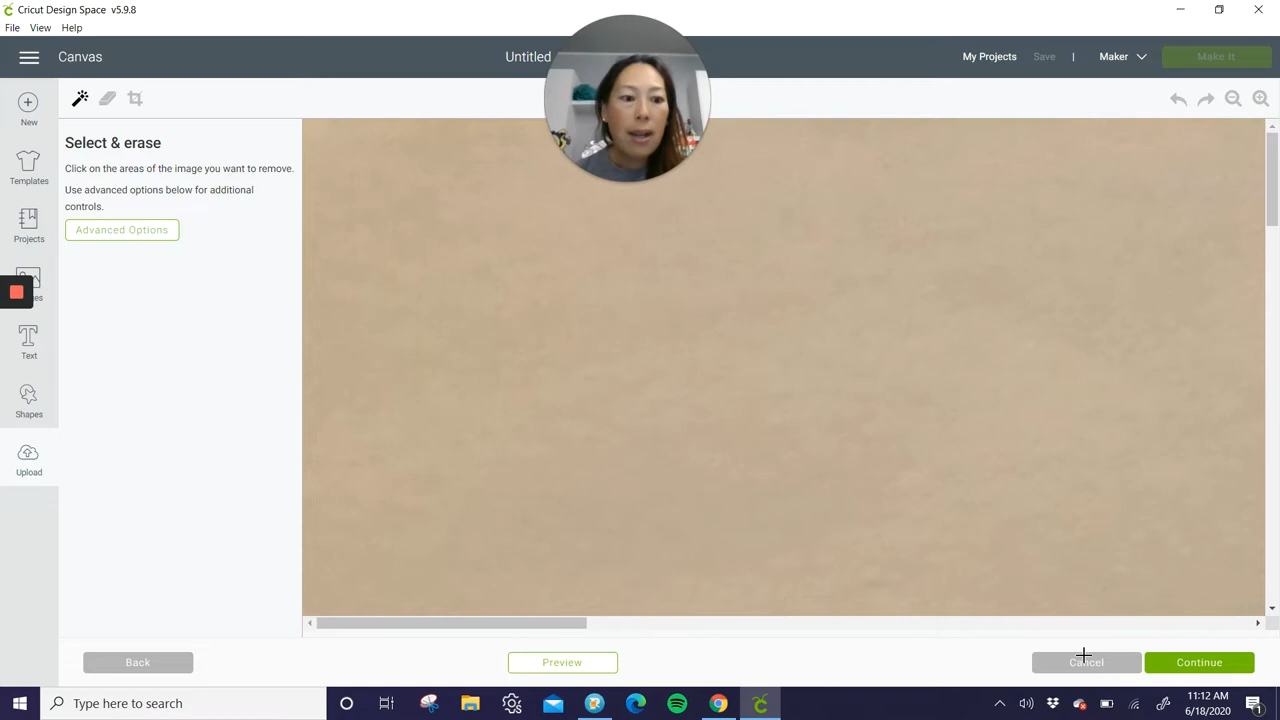 Cricut Design Space v5.9.8
File View Help
Canvas
Untitled
My Projects Save | Maker Make It
New
Templates
Projects
Text
Shapes
Upload
Select & erase
Click on the areas of the image you want to remove.
Use advanced options below for additional
controls.
Advanced Options
Back
Preview
Cancel
Continue
Type here to search
11:12 AM
6/18/2020
1